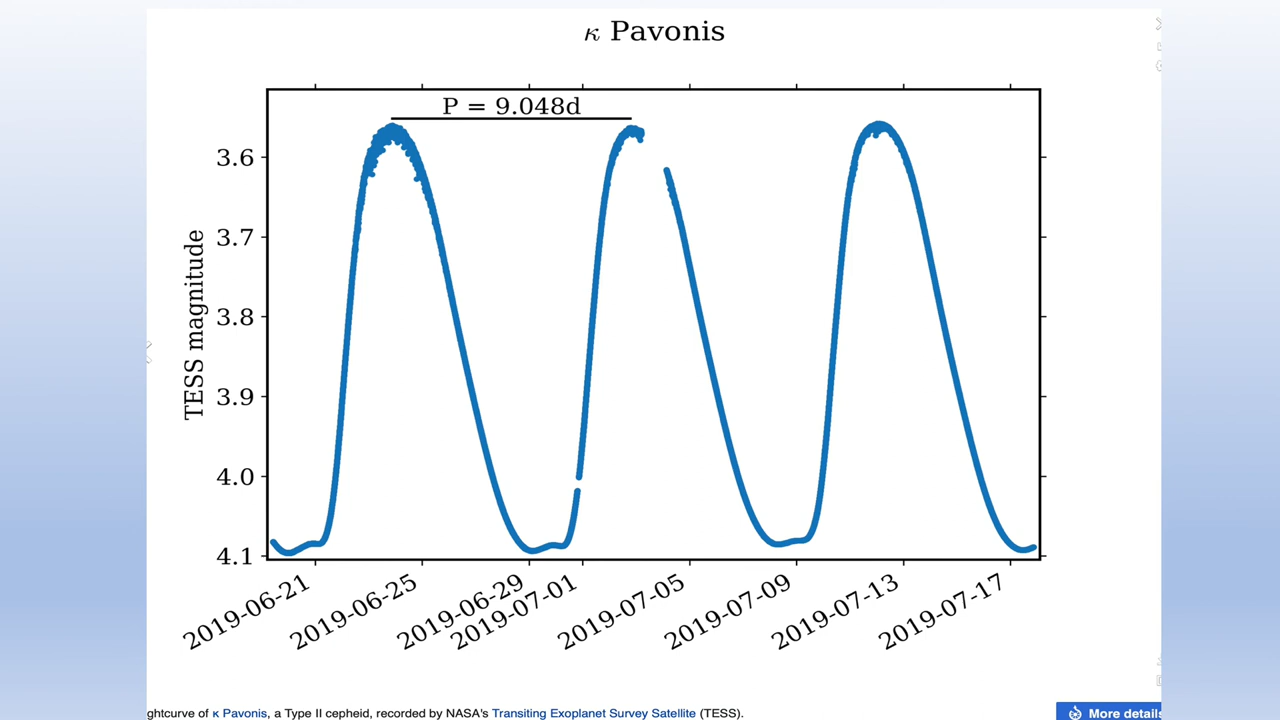 κ Pavonis
P = 9.048d
TESS magnitude
3.6
3.7
3.8
3.9
4.0
4.1
2019-06-21
2019-06-25
2019-06-29
2019-07-01
2019-07-05
2019-07-09
2019-07-13
2019-07-17
ghtcurve of κ Pavonis, a Type II cepheid, recorded by NASA's Transiting Exoplanet Survey Satellite (TESS).
More details